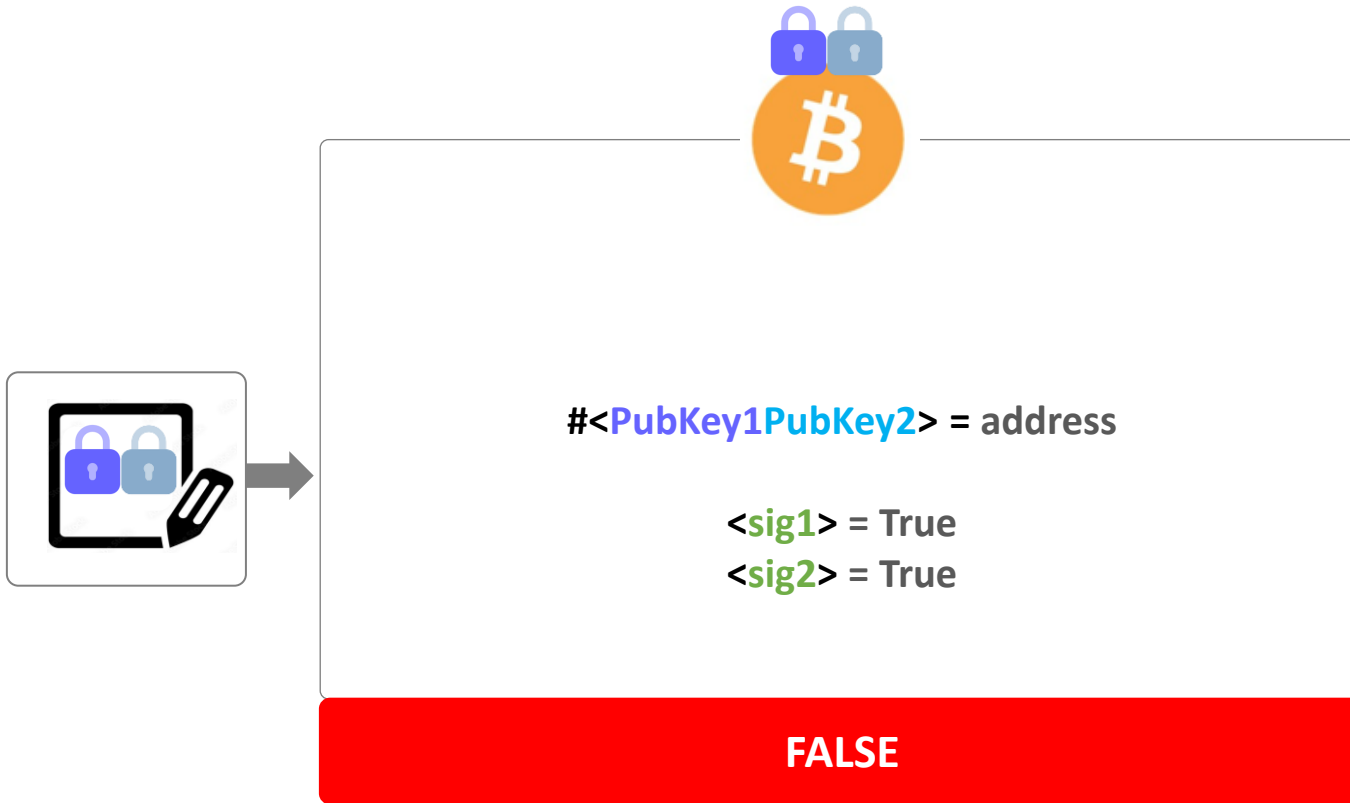 #<PubKey1PubKey2> = address
<sig1> = True
<sig2> = True
FALSE